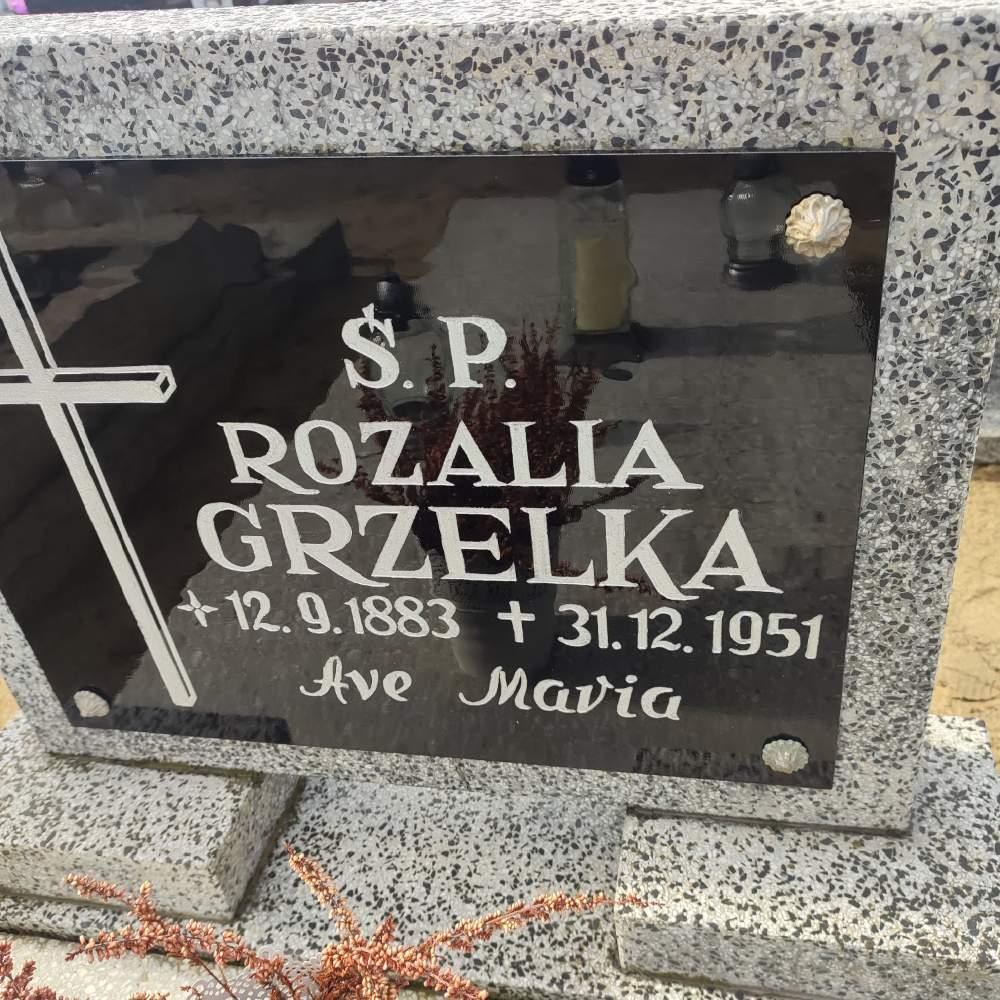 Ś. P.
ROZALIA
GRZELKA
12.9.1883 ✝ 31.12.1951
Ave Maria